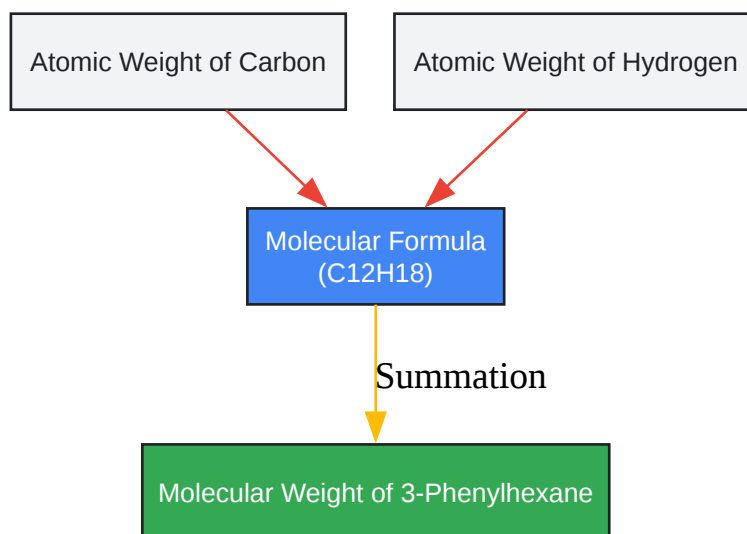 Atomic Weight of Carbon
Atomic Weight of Hydrogen
Molecular Formula
(C12H18)
Summation
Molecular Weight of 3-Phenylhexane